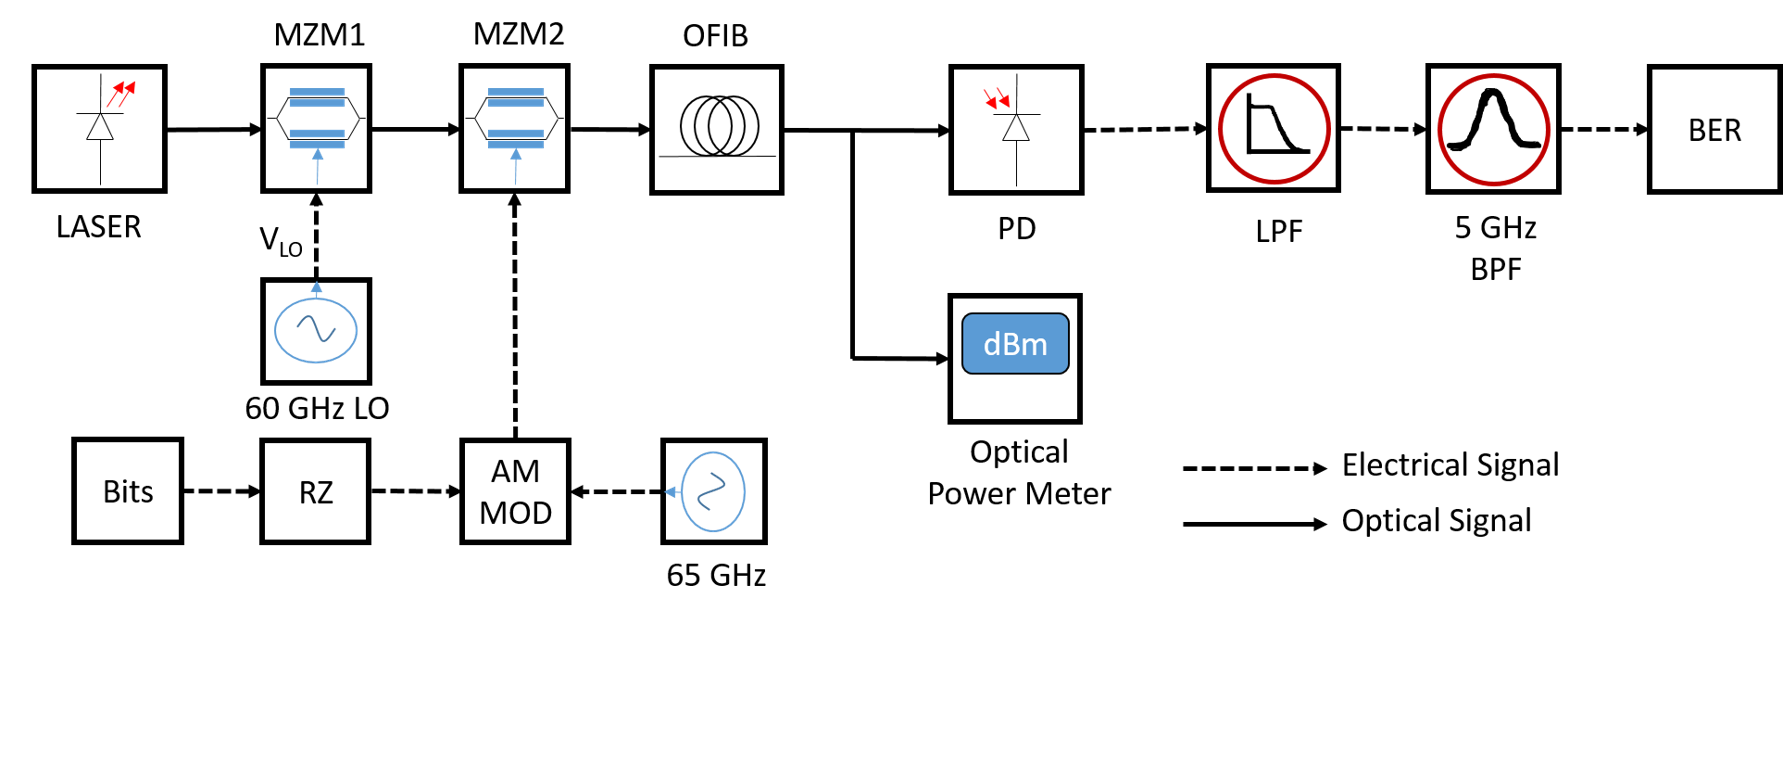 MZM1
MZM2
OFIB
LASER
PD
LPF
5 GHz
BPF
BER
VLO
60 GHz LO
dBm
Optical
Power Meter
Bits
RZ
AM
MOD
65 GHz
Electrical Signal
Optical Signal